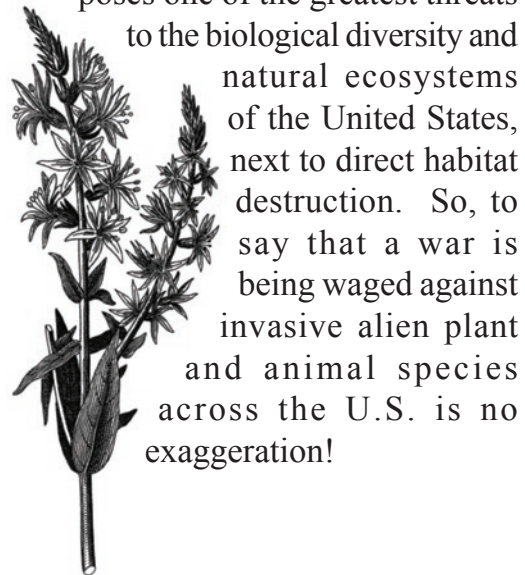 poses one of the greatest threats
to the biological diversity and
natural ecosystems
of the United States,
next to direct habitat
destruction. So, to
say that a war is
being waged against
invasive alien plant
and animal species
across the U.S. is no
exaggeration!